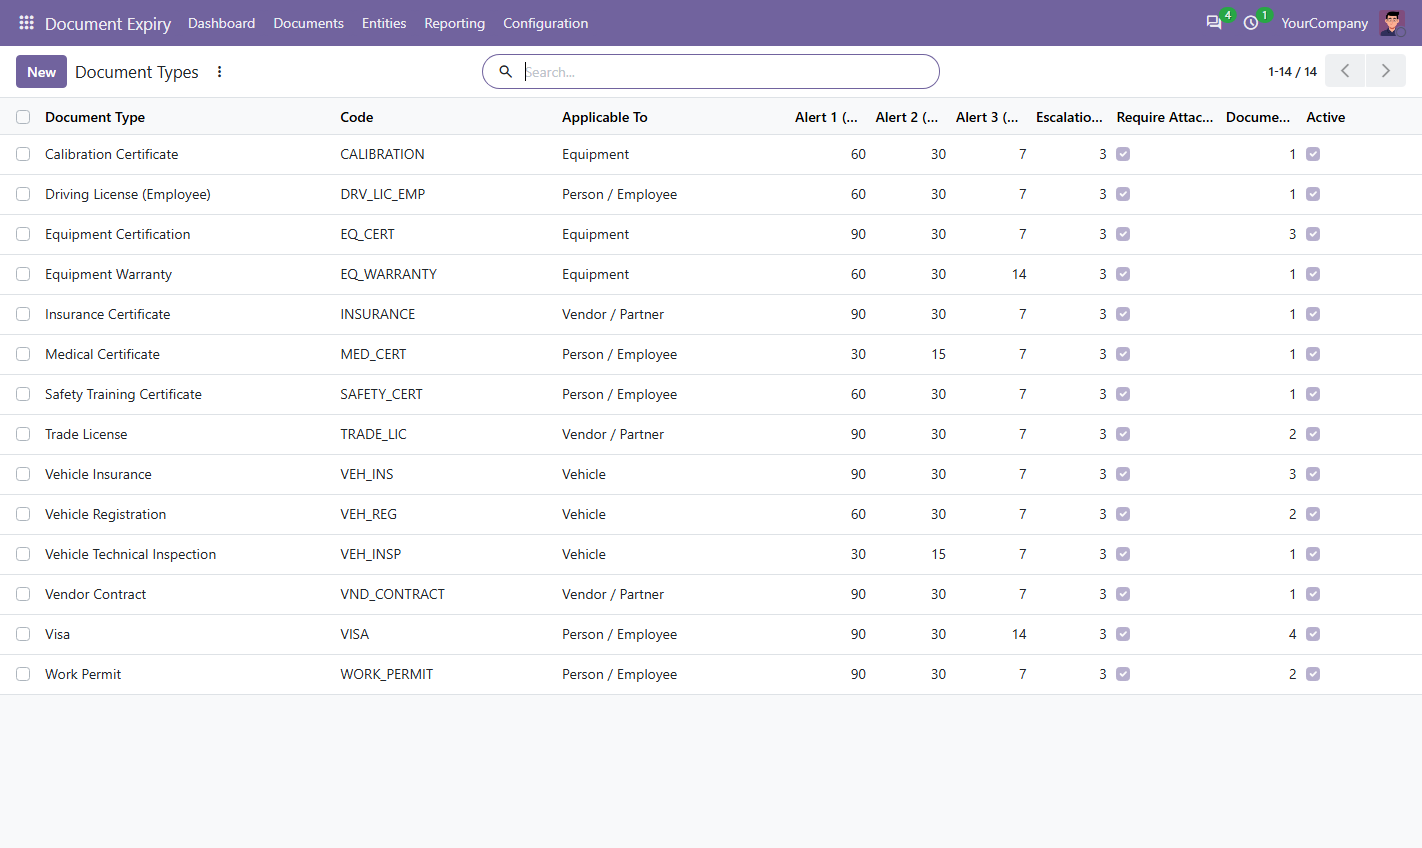 Document Expiry Dashboard Documents Entities Reporting Configuration 4 1 YourCompany
New Document Types Search... 1-14 / 14
Document Type Code Applicable To Alert 1 (... Alert 2 (... Alert 3 (... Escalatio... Require Attac... Docume... Active
Calibration Certificate CALIBRATION Equipment 60 30 7 3 1
Driving License (Employee) DRV_LIC_EMP Person / Employee 60 30 7 3 1
Equipment Certification EQ_CERT Equipment 90 30 7 3 3
Equipment Warranty EQ_WARRANTY Equipment 60 30 14 3 1
Insurance Certificate INSURANCE Vendor / Partner 90 30 7 3 1
Medical Certificate MED_CERT Person / Employee 30 15 7 3 1
Safety Training Certificate SAFETY_CERT Person / Employee 60 30 7 3 1
Trade License TRADE_LIC Vendor / Partner 90 30 7 3 2
Vehicle Insurance VEH_INS Vehicle 90 30 7 3 3
Vehicle Registration VEH_REG Vehicle 60 30 7 3 2
Vehicle Technical Inspection VEH_INSP Vehicle 30 15 7 3 1
Vendor Contract VND_CONTRACT Vendor / Partner 90 30 7 3 1
Visa VISA Person / Employee 90 30 14 3 4
Work Permit WORK_PERMIT Person / Employee 90 30 7 3 2